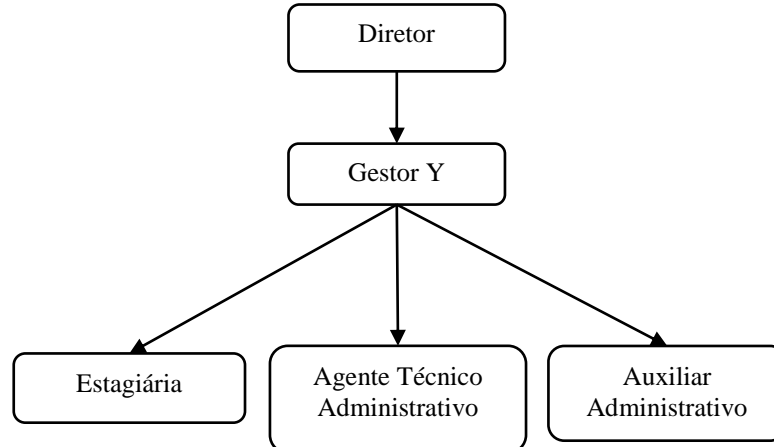 Diretor
Gestor Y
Estagiária
Agente Técnico
Administrativo
Auxiliar
Administrativo